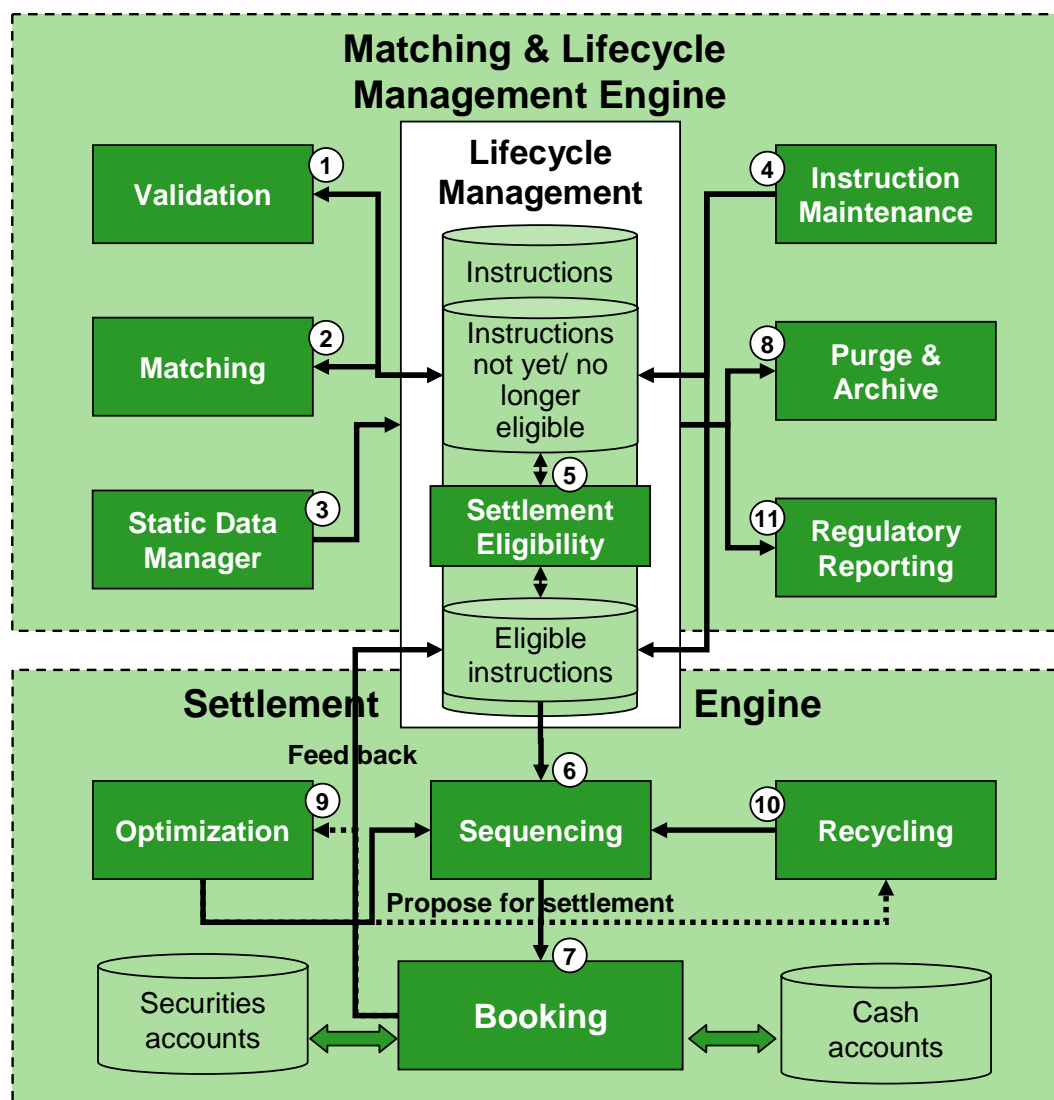 Matching & Lifecycle
Management Engine
Lifecycle
Management
1
Validation
4
Instruction
Maintenance
Instructions
2
Matching
Instructions
not yet/ no
longer
eligible
8
Purge &
Archive
3
Static Data
Manager
5
Settlement
Eligibility
11
Regulatory
Reporting
Eligible
instructions
Settlement Engine
Feed back
9
Optimization
6
Sequencing
10
Recycling
Propose for settlement
7
Booking
Securities
accounts
Cash
accounts